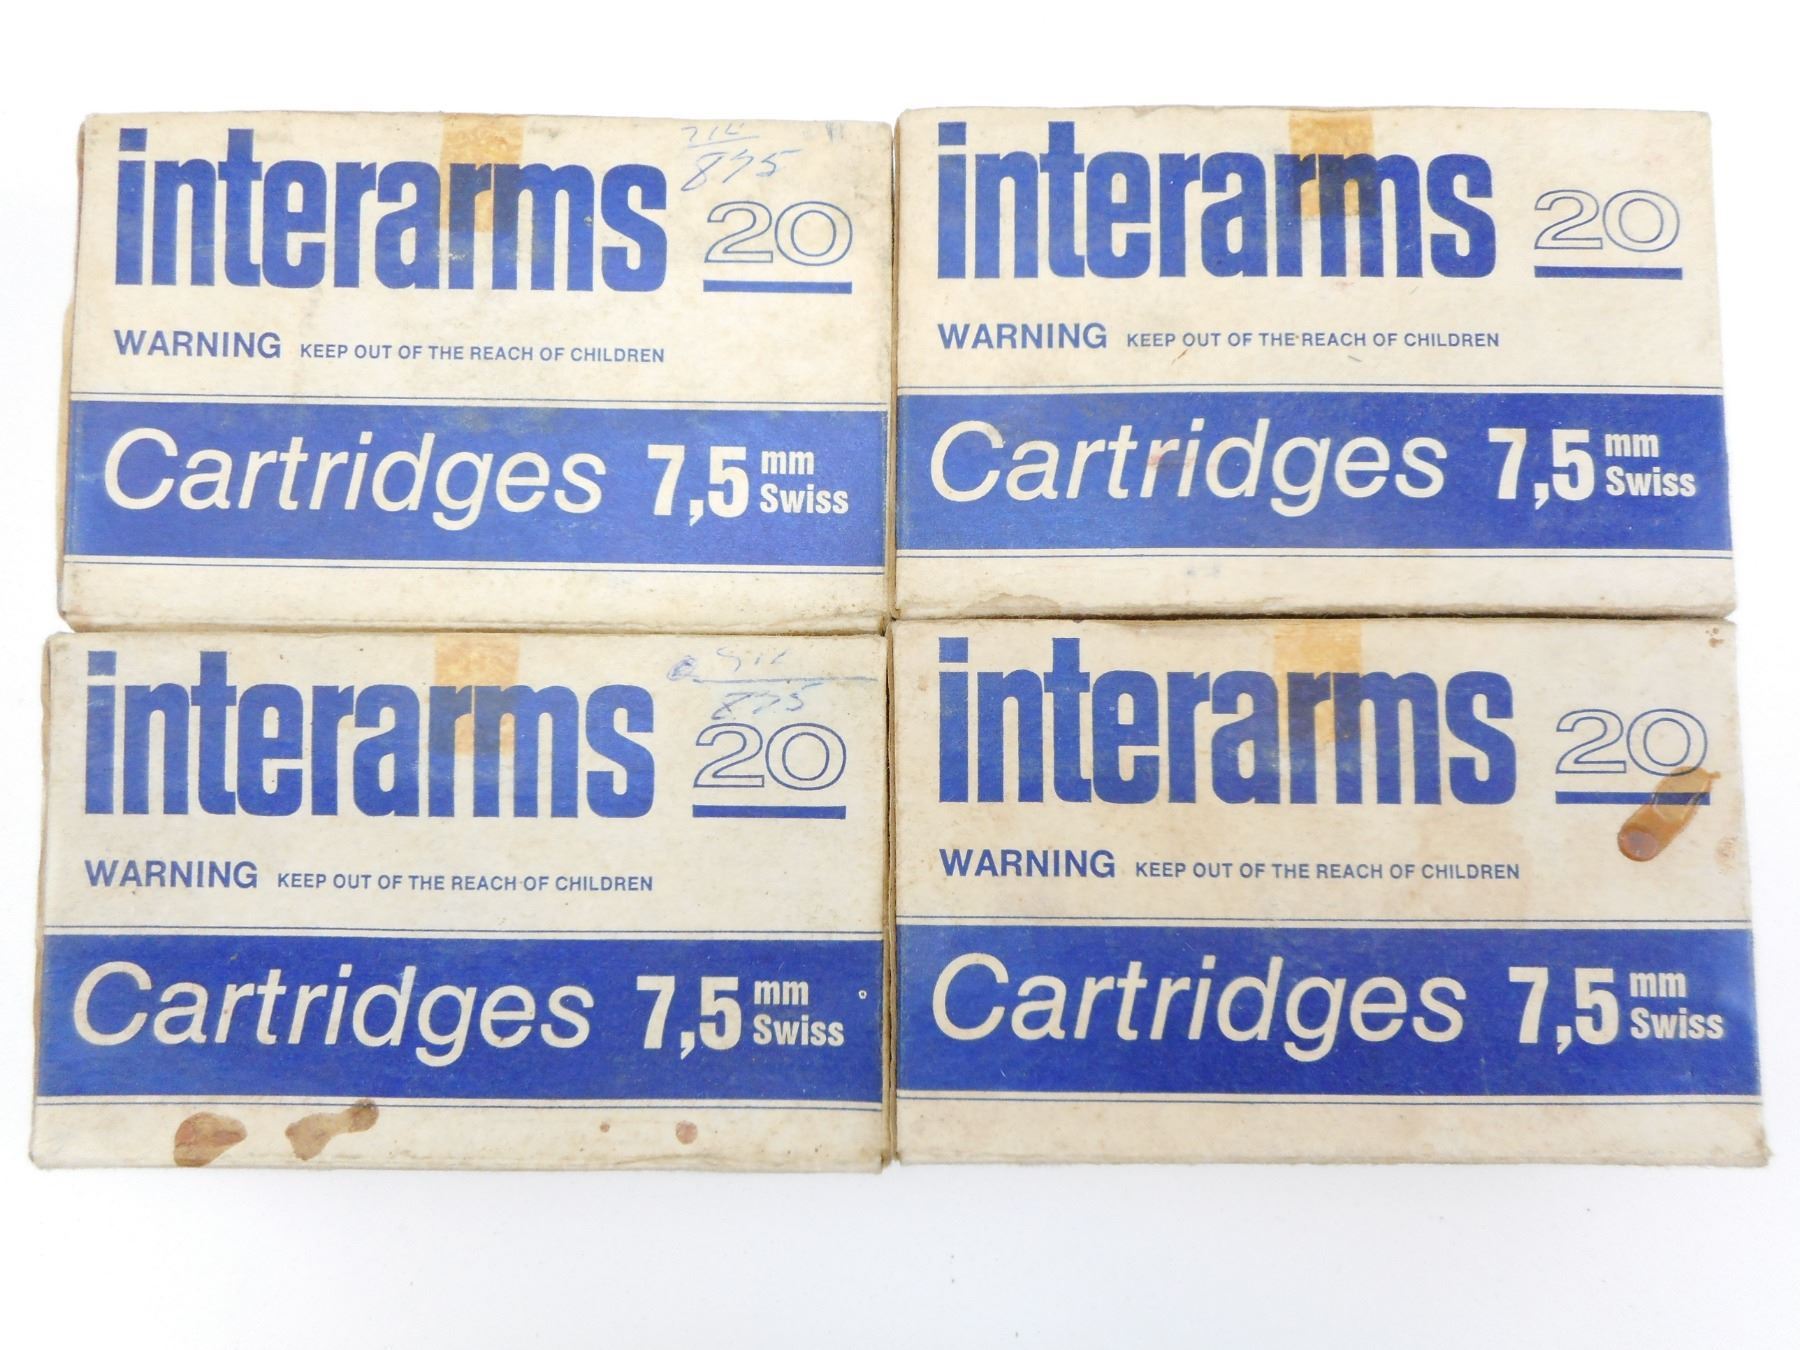 875
interarms 20
WARNING KEEP OUT OF THE REACH OF CHILDREN
Cartridges 7,5 mm Swiss
interarms 20
WARNING KEEP OUT OF THE REACH OF CHILDREN
Cartridges 7,5 mm Swiss
875
interarms 20
WARNING KEEP OUT OF THE REACH OF CHILDREN
Cartridges 7,5 mm Swiss
interarms 20
WARNING KEEP OUT OF THE REACH OF CHILDREN
Cartridges 7,5 mm Swiss